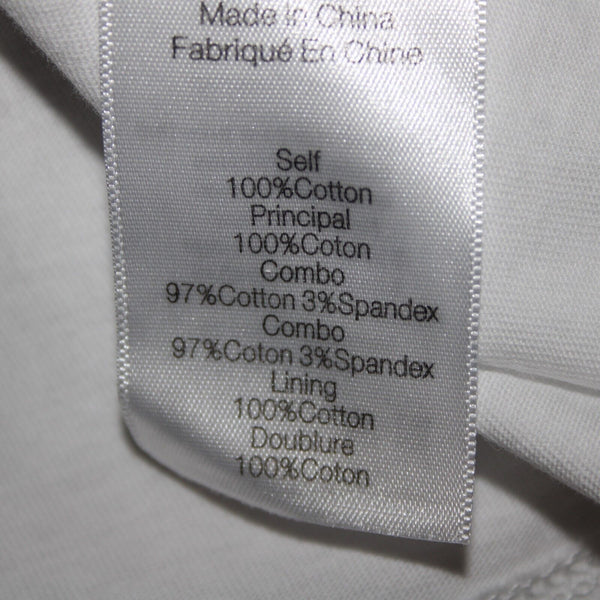 Made in China
Fabriqué En Chine
Self
100%Cotton
Principal
100%Coton
Combo
97%Cotton 3%Spandex
Combo
97%Coton 3%Spandex
Lining
100%Cotton
Doublure
100%Coton